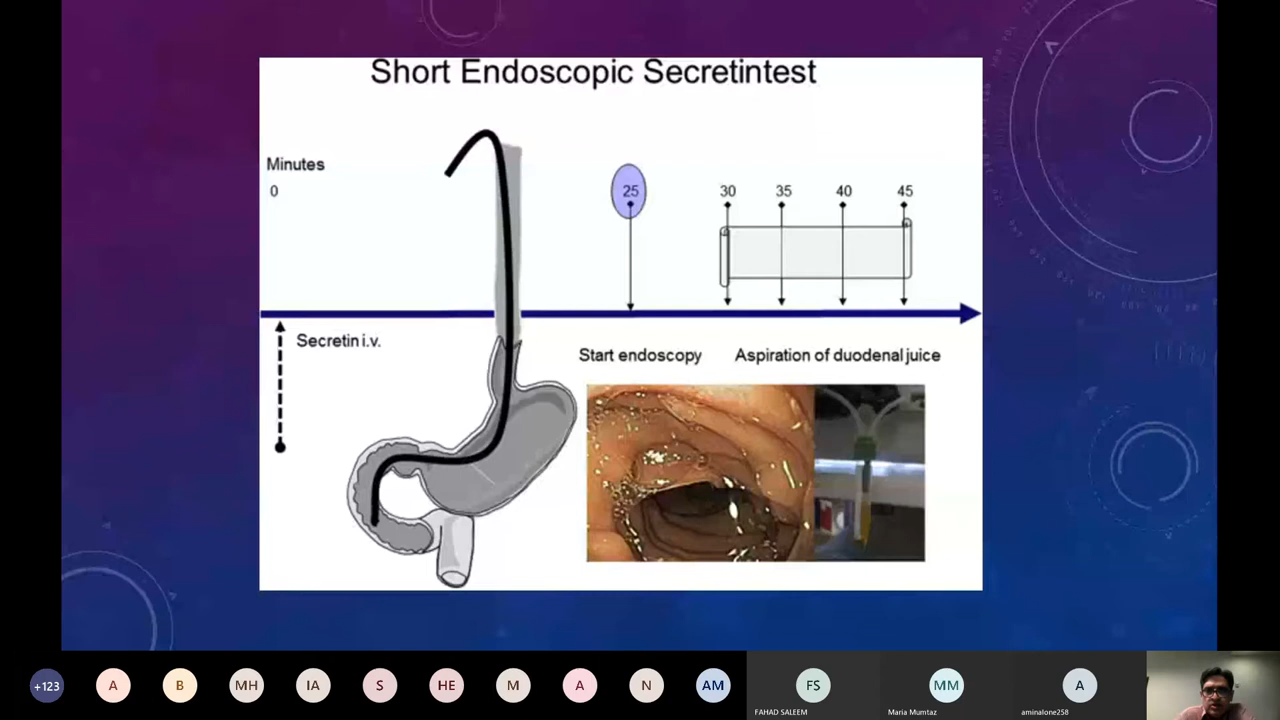 Short Endoscopic Secretintest
Minutes
0
25
30
35
40
45
Secretin i.v.
Start endoscopy
Aspiration of duodenal juice
+123
A
B
MH
IA
S
HE
M
A
N
AM
FS
MM
A
FAHAD SALEEM
Maria Mumtaz
aminalone258